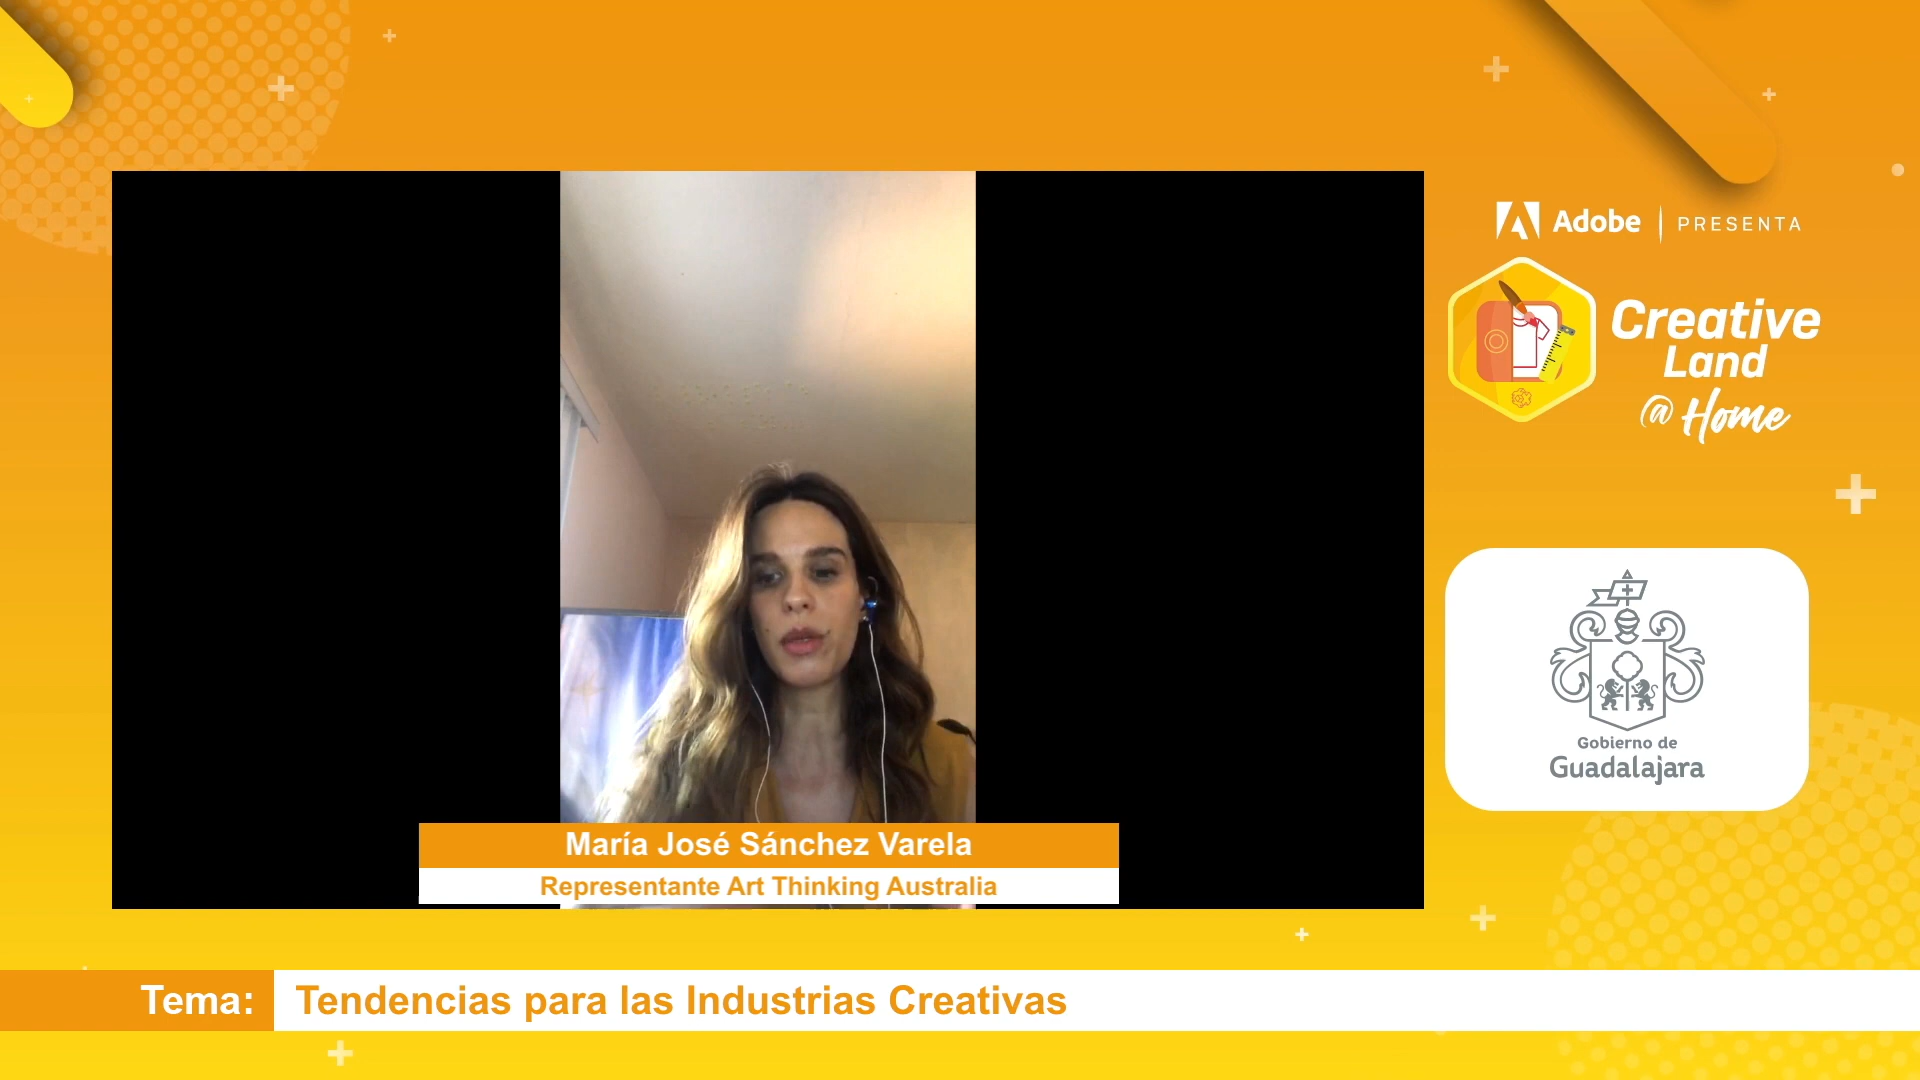 Adobe | PRESENTA
Creative
Land
@ Home
Gobierno de
Guadalajara
María José Sánchez Varela
Representante Art Thinking Australia
Tema: Tendencias para las Industrias Creativas